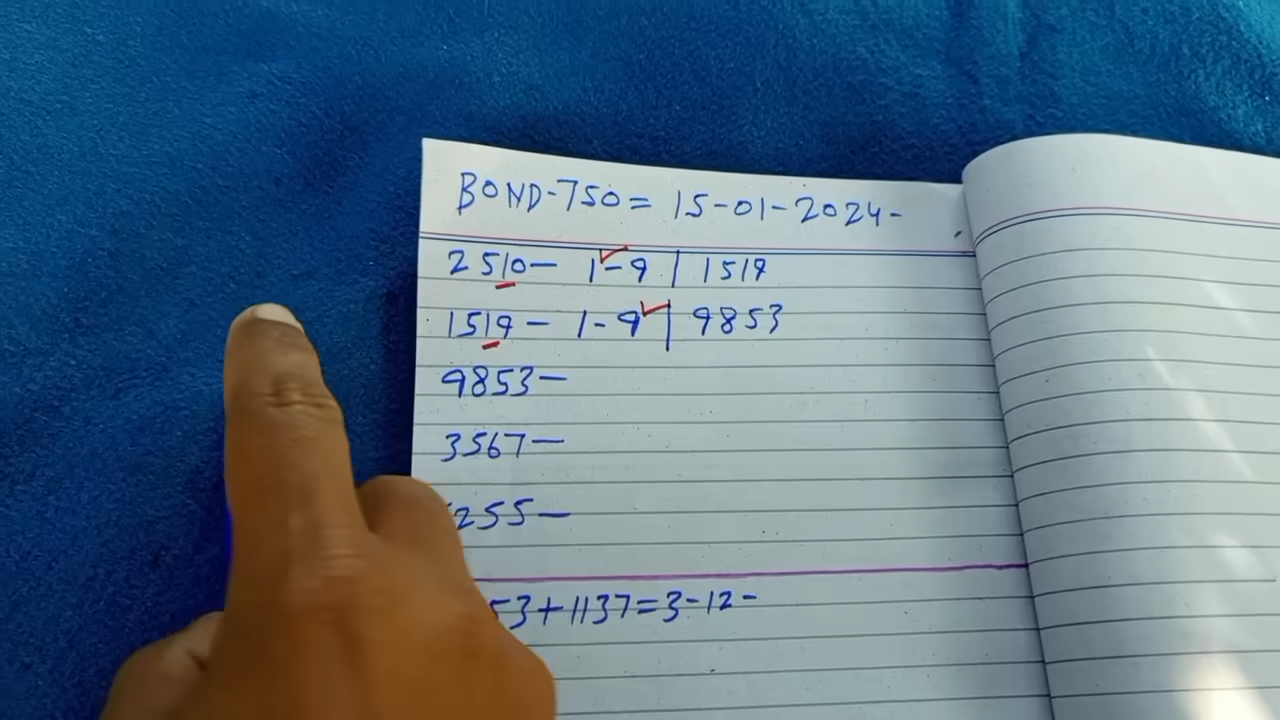 BOND-750= 15-01-2024-
2510— 1-9 | 1519
1519 — 1-9 | 9853
9853—
3567—
255—
53+1137=3-12-